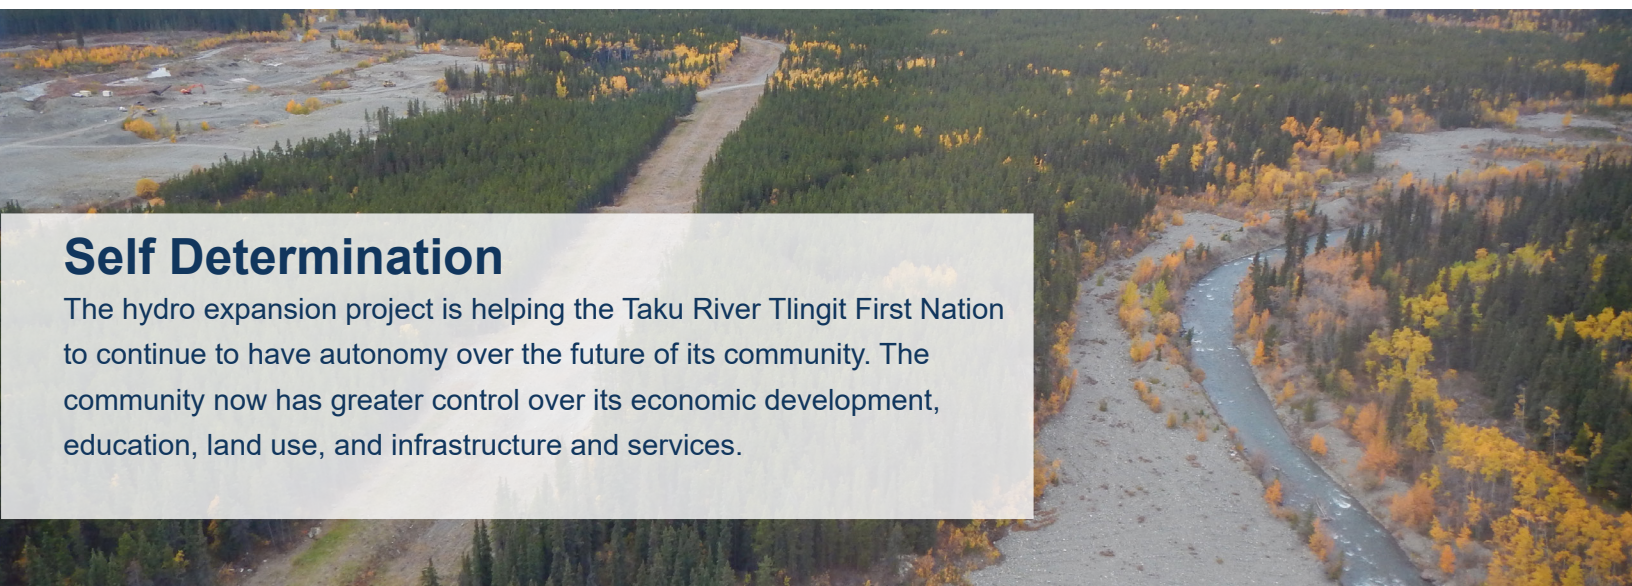 Self Determination
The hydro expansion project is helping the Taku River Tlingit First Nation
to continue to have autonomy over the future of its community. The
community now has greater control over its economic development,
education, land use, and infrastructure and services.